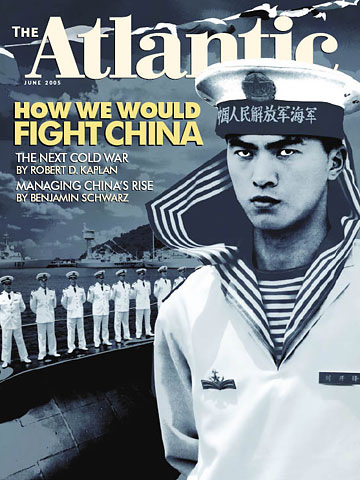 THE
Atlantic
JUNE 2005
HOW WE WOULD
FIGHT CHINA
THE NEXT COLD WAR
BY ROBERT D. KAPLAN
MANAGING CHINA'S RISE
BY BENJAMIN SCHWARZ
中国人民解放军海军